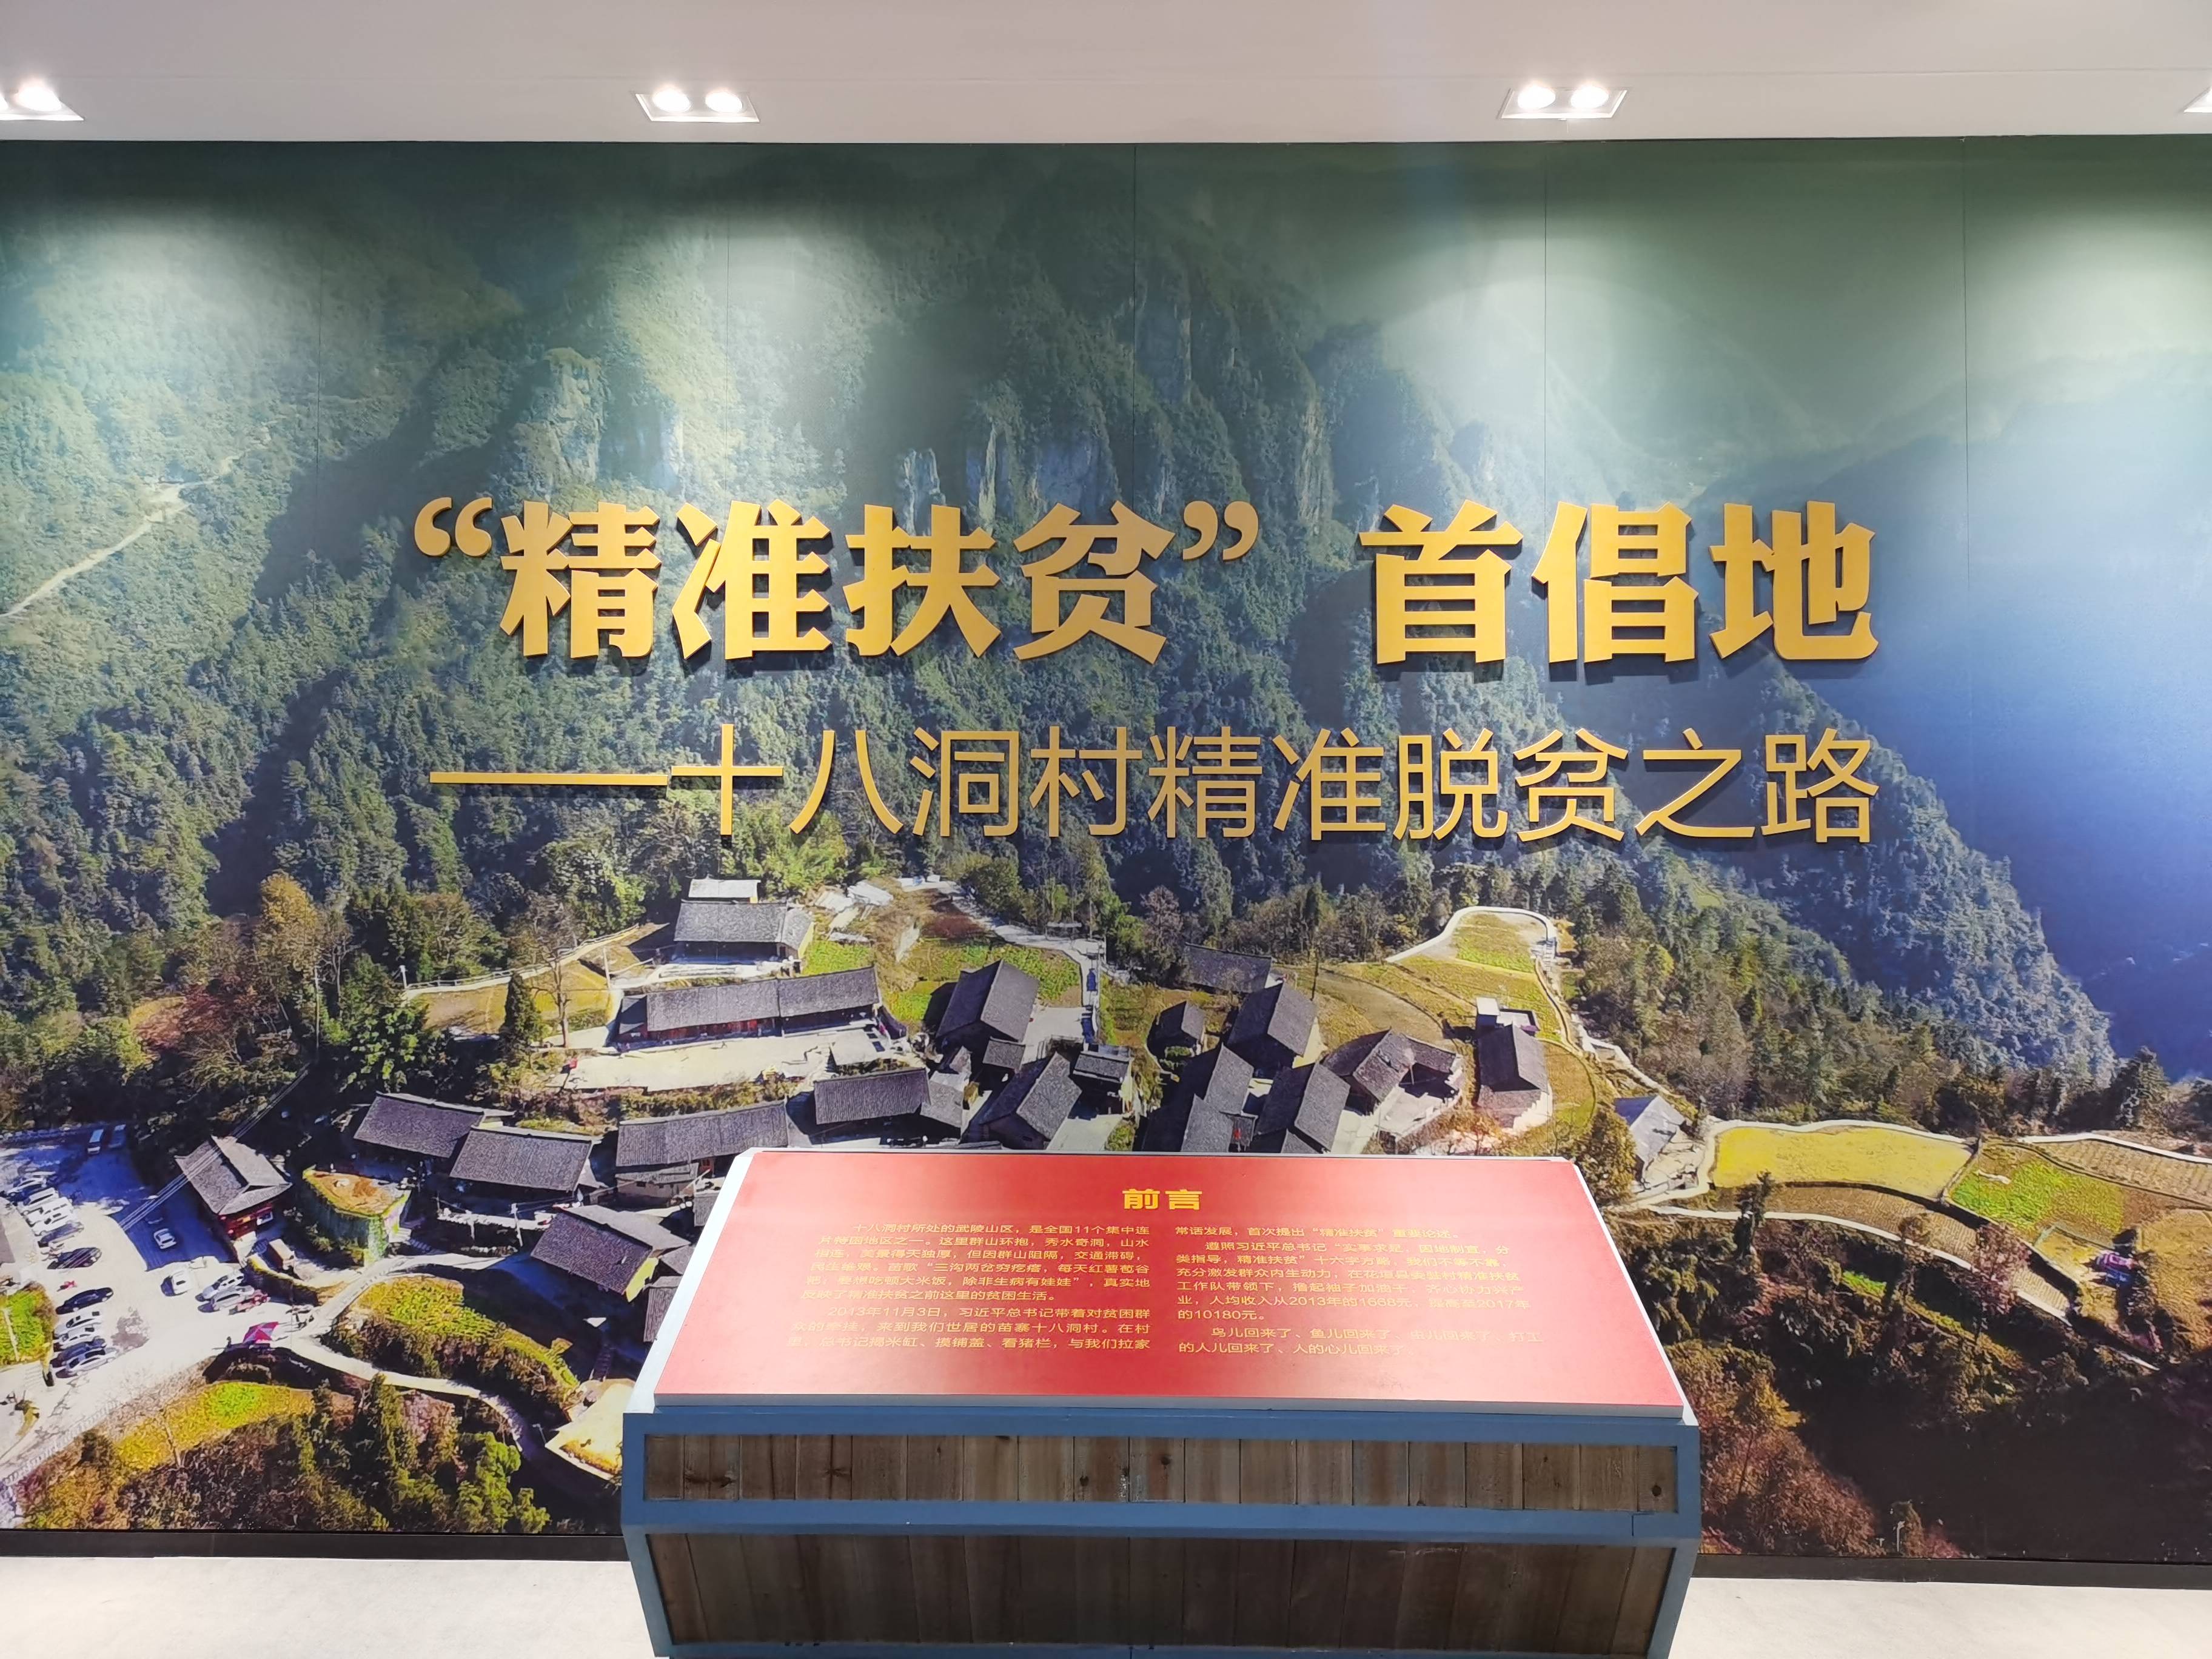 “精准扶贫” 首倡地
——十八洞村精准脱贫之路
前言
十八洞村所处的武陵山区，是全国11个集中连
片特困地区之一。这里群山环抱，秀水奇洞，山水
相连，美景得天独厚，但因群山阻隔，交通滞碍，
民生艰难。苗歌“三沟两岔穷疙瘩，每天红薯苞谷
粑；要想吃顿大米饭，除非生病有娃娃”，真实地
反映了精准扶贫之前这里的贫困生活。
2013年11月3日，习近平总书记带着对贫困群
众的牵挂，来到我们世居的苗寨十八洞村。在村
里，总书记揭米缸、摸铺盖、看猪栏，与我们拉家
常话发展，首次提出“精准扶贫”重要论述。
遵照习近平总书记“实事求是，因地制宜，分
类指导，精准扶贫”十六字方略，我们不等不靠，
充分激发群众内生动力，在花垣县委驻村精准扶贫
工作队带领下，撸起袖子加油干，齐心协力兴产
业，人均收入从2013年的1668元，提高至2017年
的10180元。
鸟儿回来了、鱼儿回来了、虫儿回来了、打工
的人儿回来了、人的心儿回来了